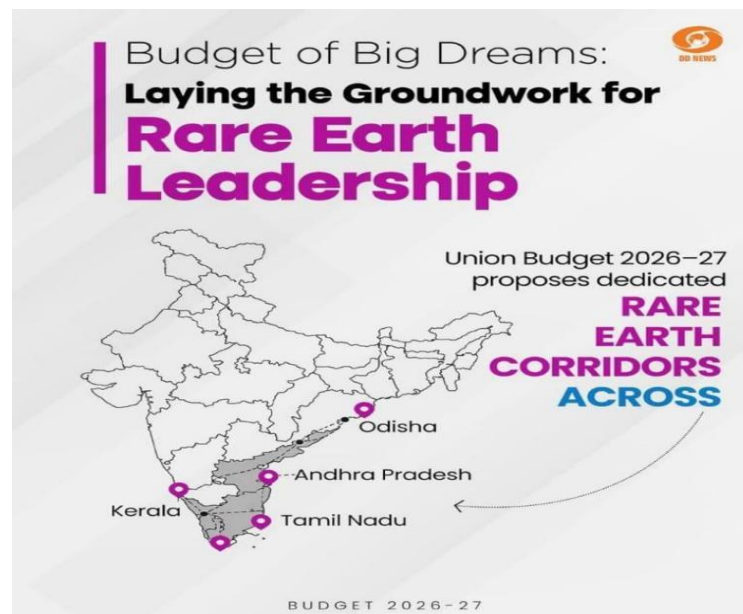 DD NEWS
Budget of Big Dreams:
Laying the Groundwork for
Rare Earth
Leadership
Union Budget 2026–27
proposes dedicated
RARE
EARTH
CORRIDORS
ACROSS
Odisha
Andhra Pradesh
Kerala
Tamil Nadu
BUDGET 2026-27